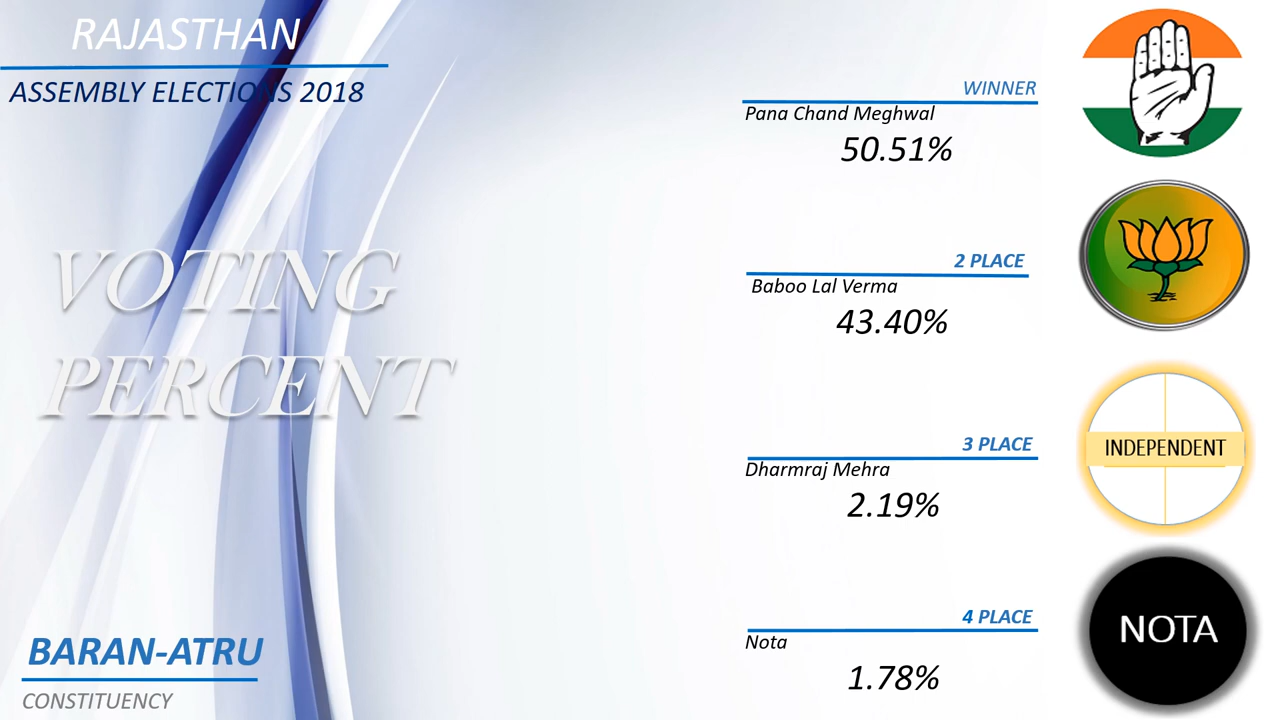 RAJASTHAN
ASSEMBLY ELECTIONS 2018
VOTING
PERCENT
BARAN-ATRU
CONSTITUENCY
WINNER
Pana Chand Meghwal
50.51%
2 PLACE
Baboo Lal Verma
43.40%
3 PLACE
Dharmraj Mehra
2.19%
INDEPENDENT
4 PLACE
Nota
1.78%
NOTA